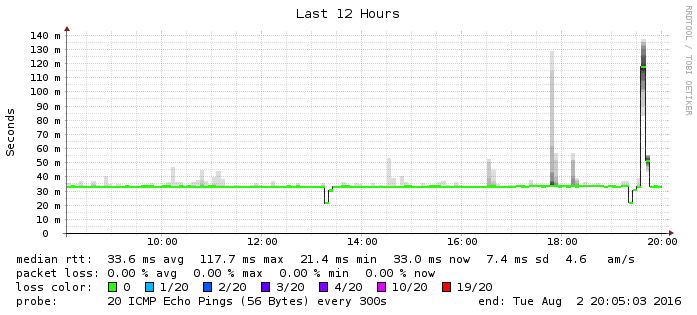 Last 12 Hours
RRDTOOL / TOBI OETIKER
Seconds
140 m
130 m
120 m
110 m
100 m
90 m
80 m
70 m
60 m
50 m
40 m
30 m
20 m
10 m
0
10:00 12:00 14:00 16:00 18:00 20:00
median rtt: 33.6 ms avg 117.7 ms max 21.4 ms min 33.0 ms now 7.4 ms sd 4.6 am/s
packet loss: 0.00 % avg 0.00 % max 0.00 % min 0.00 % now
loss color: 0 1/20 2/20 3/20 4/20 10/20 19/20
probe: 20 ICMP Echo Pings (56 Bytes) every 300s end: Tue Aug 2 20:05:03 2016